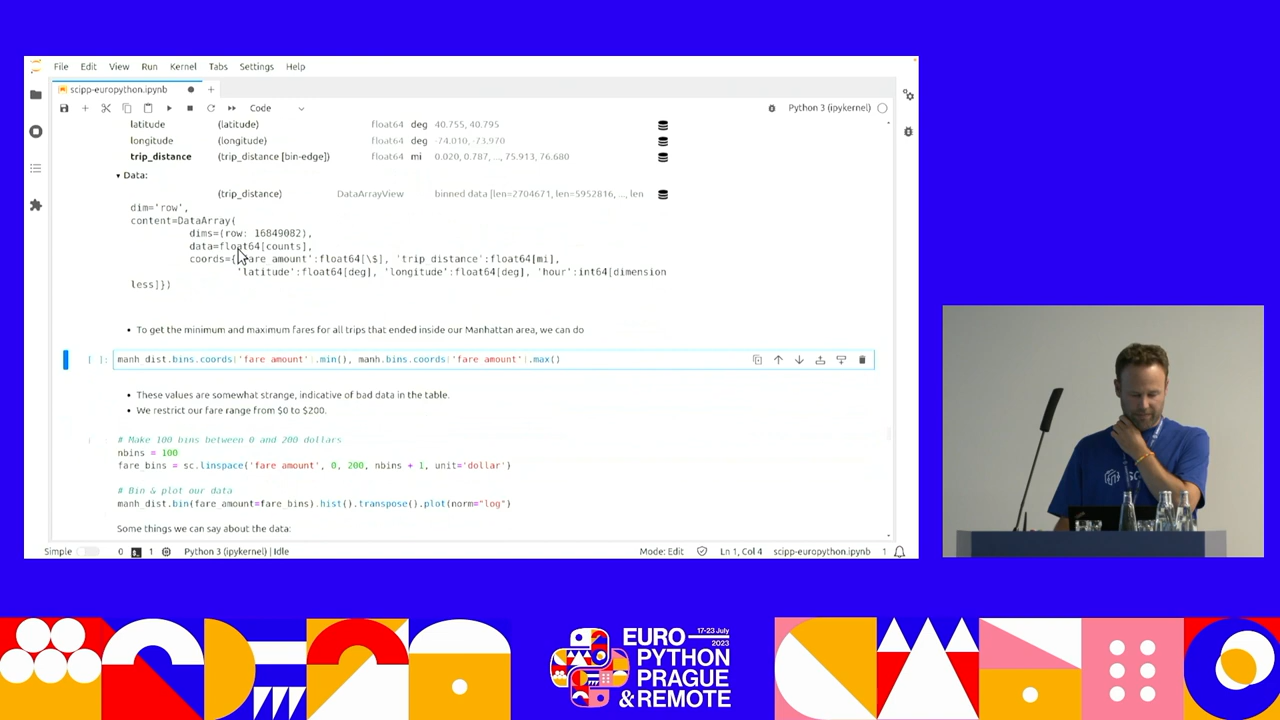 File Edit View Run Kernel Tabs Settings Help
scipp-europython.ipynb
Code
Python 3 (ipykernel)
latitude (latitude) float64 deg 40.755, 40.795
longitude (longitude) float64 deg -74.010, -73.970
trip_distance (trip_distance [bin-edge]) float64 mi 0.020, 0.787, ..., 75.913, 76.680
Data:
(trip_distance) DataArrayView binned data [len=2704671, len=5952816, ..., len
dim='row',
content=DataArray(
dims=(row: 16849082),
data=float64[counts],
coords={'fare_amount':float64[\$], 'trip_distance':float64[mi],
'latitude':float64[deg], 'longitude':float64[deg], 'hour':int64[dimension
less]})
• To get the minimum and maximum fares for all trips that ended inside our Manhattan area, we can do
[ ]: manh_dist.bins.coords['fare_amount'].min(), manh.bins.coords['fare_amount'].max()
• These values are somewhat strange, indicative of bad data in the table.
• We restrict our fare range from $0 to $200.
# Make 100 bins between 0 and 200 dollars
nbins = 100
fare_bins = sc.linspace('fare_amount', 0, 200, nbins + 1, unit='dollar')
# Bin & plot our data
manh_dist.bin(fare_amount=fare_bins).hist().transpose().plot(norm="log")
Some things we can say about the data:
Simple 0 1 Python 3 (ipykernel) | Idle Mode: Edit Ln 1, Col 4 scipp-europython.ipynb 1
EURO 17-23 July 2023
PYTHON
PRAGUE
& REMOTE